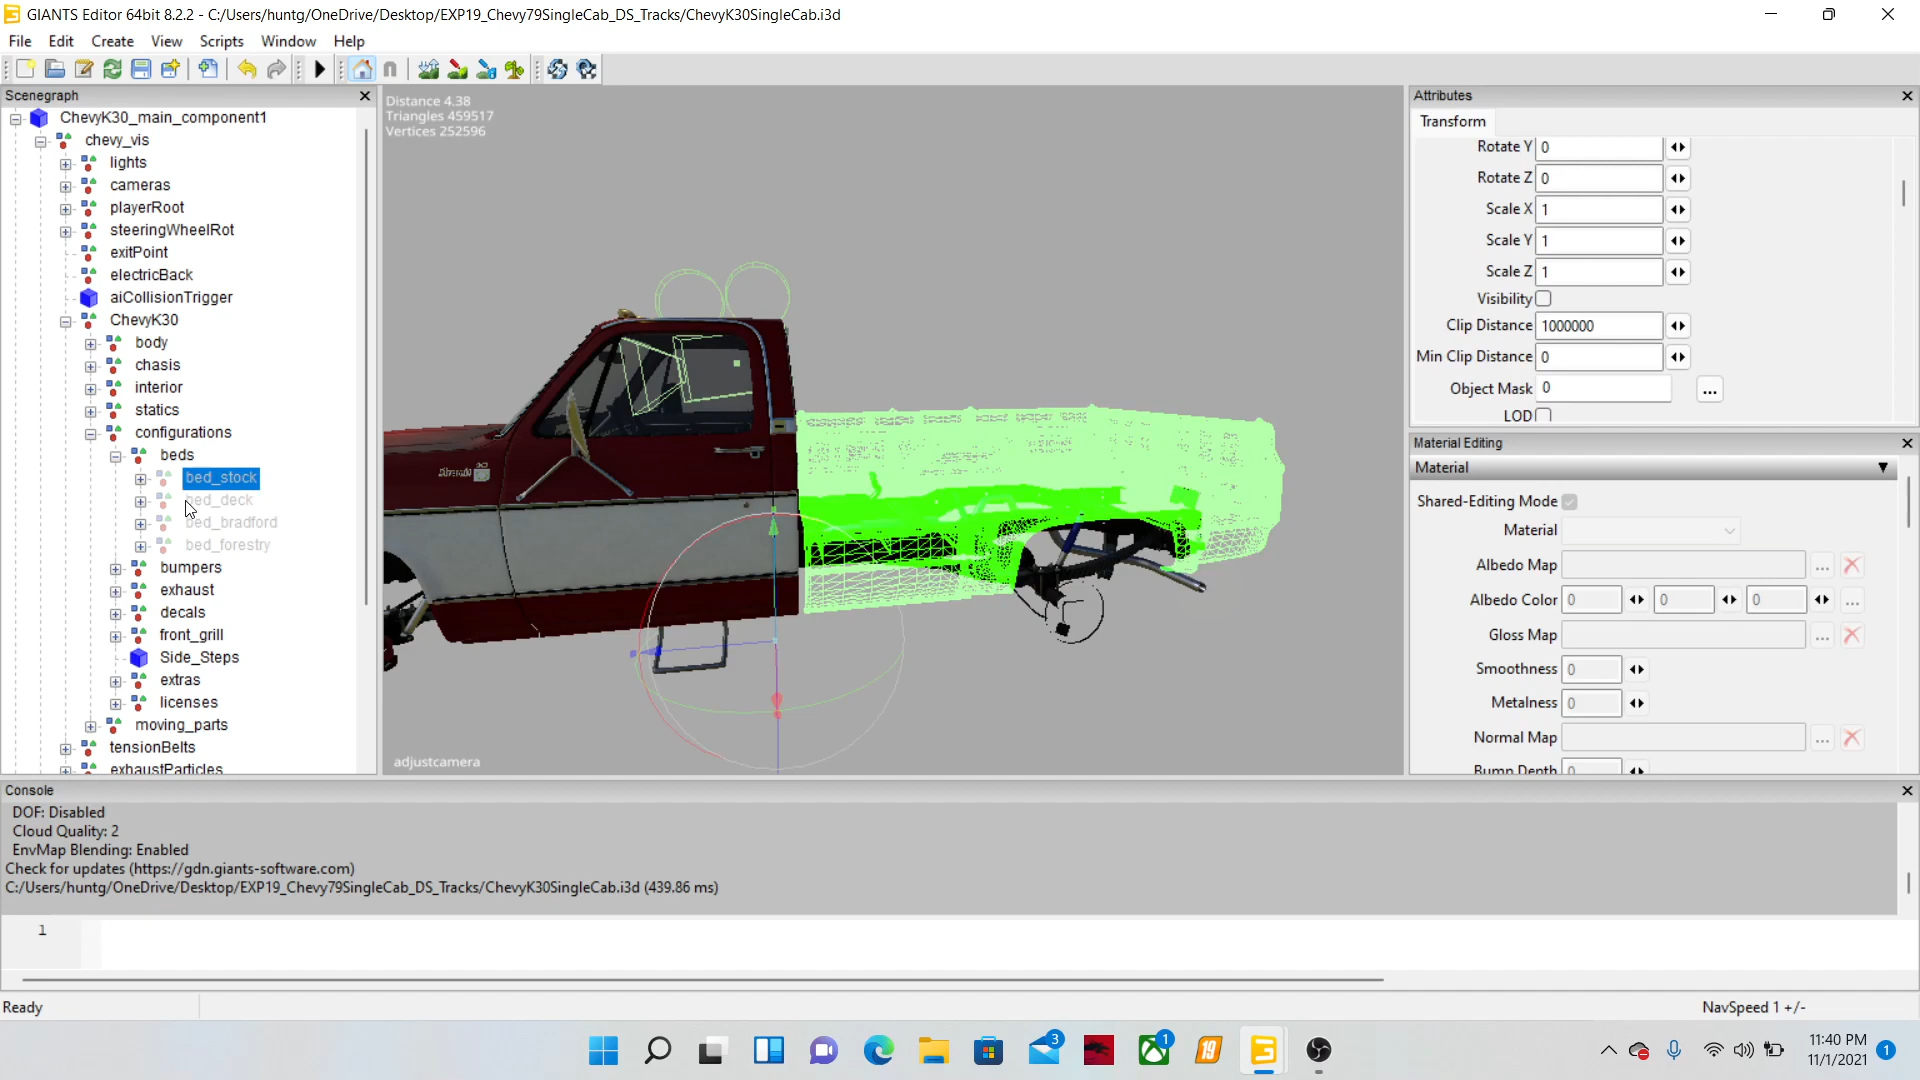 GIANTS Editor 64bit 8.2.2 - C:/Users/huntg/OneDrive/Desktop/EXP19_Chevy79SingleCab_DS_Tracks/ChevyK30SingleCab.i3d
File Edit Create View Scripts Window Help
Scenegraph
ChevyK30_main_component1
chevy_vis
lights
cameras
playerRoot
steeringWheelRot
exitPoint
electricBack
aiCollisionTrigger
ChevyK30
body
chasis
interior
statics
configurations
beds
bed_stock
bed_deck
bed_bradford
bed_forestry
bumpers
exhaust
decals
front_grill
Side_Steps
extras
licenses
moving_parts
tensionBelts
exhaustParticles
Distance 4.38
Triangles 459517
Vertices 252596
adjustcamera
Attributes
Transform
Rotate Y 0
Rotate Z 0
Scale X 1
Scale Y 1
Scale Z 1
Visibility
Clip Distance 1000000
Min Clip Distance 0
Object Mask 0 ...
LOD
Material Editing
Material
Shared-Editing Mode
Material
Albedo Map ...
Albedo Color 0 0 0 ...
Gloss Map ...
Smoothness 0
Metalness 0
Normal Map ...
Bump Depth 0
Console
DOF: Disabled
Cloud Quality: 2
EnvMap Blending: Enabled
Check for updates (https://gdn.giants-software.com)
C:/Users/huntg/OneDrive/Desktop/EXP19_Chevy79SingleCab_DS_Tracks/ChevyK30SingleCab.i3d (439.86 ms)
1
Ready
NavSpeed 1 +/-
3
1
19
11:40 PM
11/1/2021
1